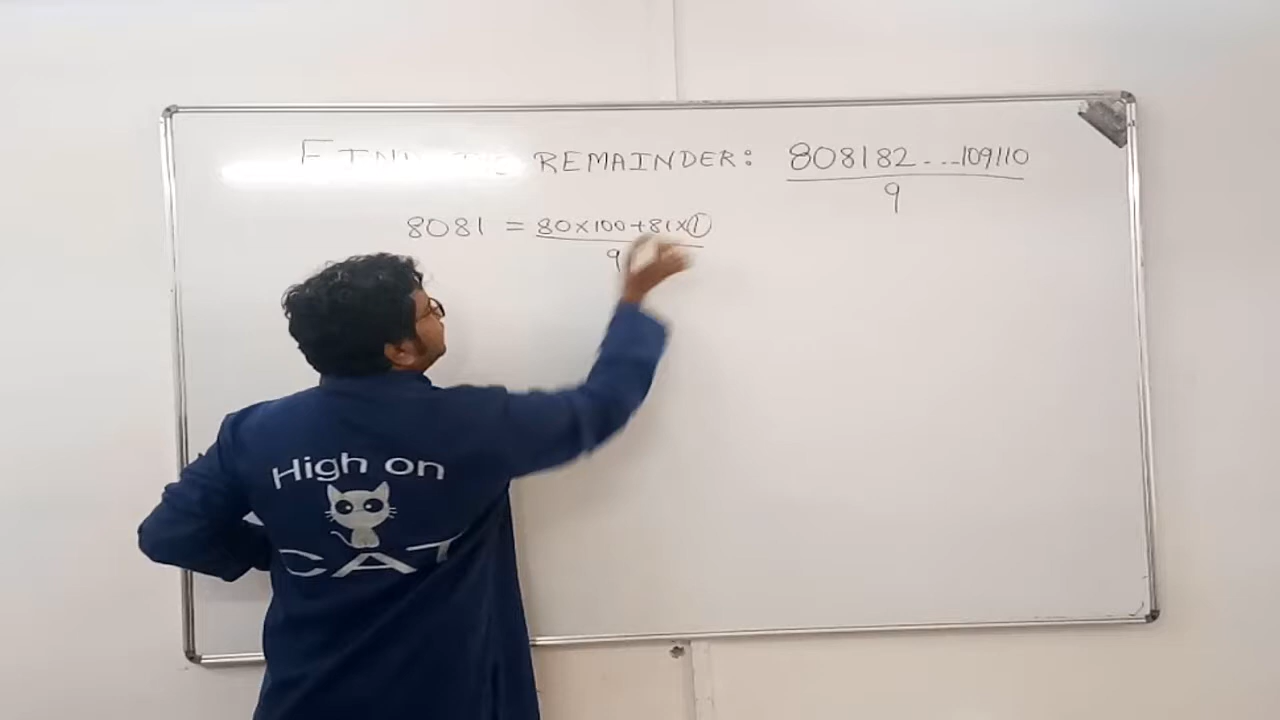 REMAINDER: 808182...109110
9
8081 = 80×100+81×1
9
High on
CAT